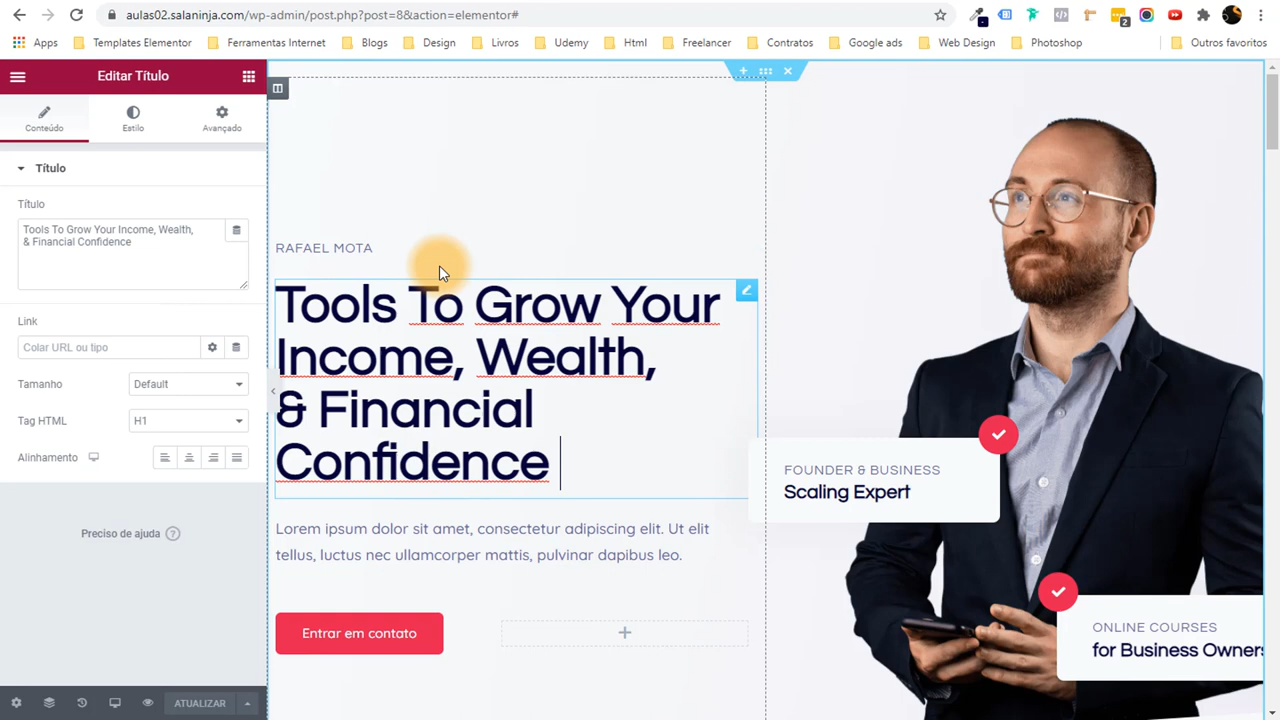 aulas02.salaninja.com/wp-admin/post.php?post=8&action=elementor#
2
Apps
Templates Elementor
Ferramentas Internet
Blogs
Design
Livros
Udemy
Html
Freelancer
Contratos
Google ads
Web Design
Photoshop
Outros favoritos
Editar Título
Conteúdo
Estilo
Avançado
Título
Título
Tools To Grow Your Income, Wealth,
& Financial Confidence
Link
Colar URL ou tipo
Tamanho
Default
Tag HTML
H1
Alinhamento
Preciso de ajuda
ATUALIZAR
RAFAEL MOTA
Tools To Grow Your
Income, Wealth,
& Financial
Confidence
Lorem ipsum dolor sit amet, consectetur adipiscing elit. Ut elit
tellus, luctus nec ullamcorper mattis, pulvinar dapibus leo.
Entrar em contato
FOUNDER & BUSINESS
Scaling Expert
ONLINE COURSES
for Business Owners